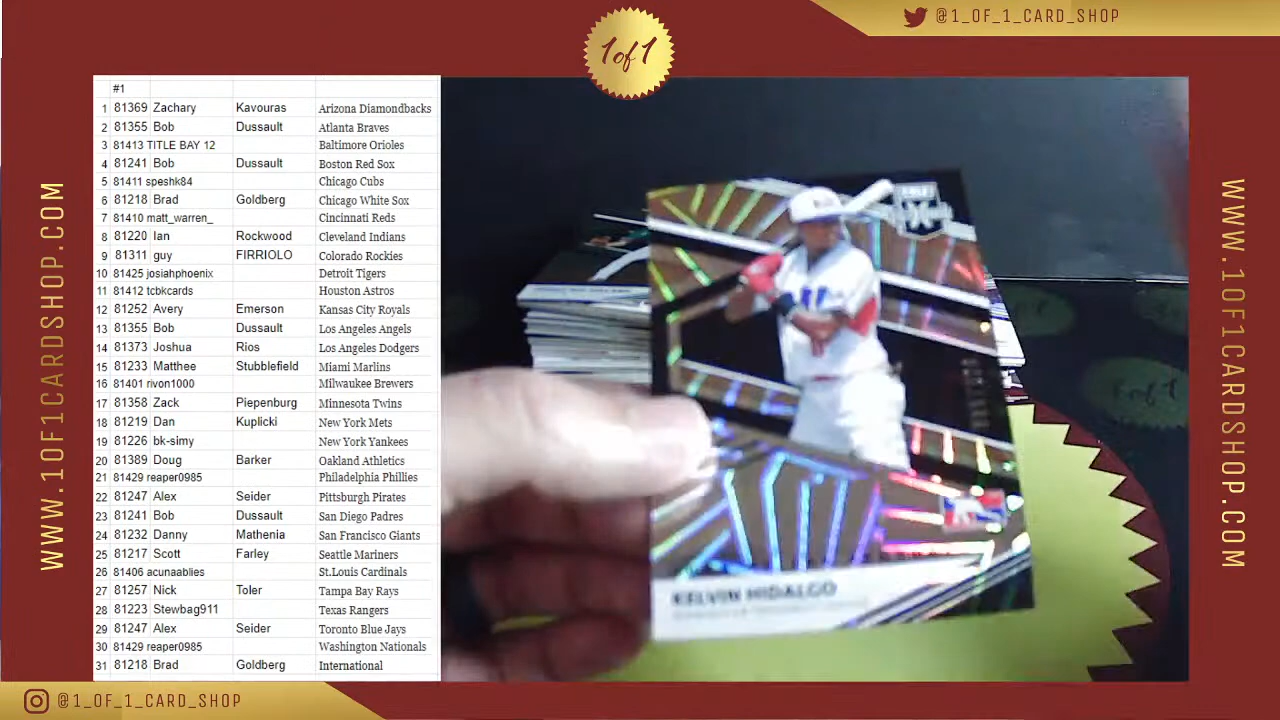 1 of 1
@1_OF_1_CARD_SHOP
WWW.1OF1CARDSHOP.COM
#1
1 81369 Zachary Kavouras Arizona Diamondbacks
2 81355 Bob Dussault Atlanta Braves
3 81413 TITLE BAY 12 Baltimore Orioles
4 81241 Bob Dussault Boston Red Sox
5 81411 speshk84 Chicago Cubs
6 81218 Brad Goldberg Chicago White Sox
7 81410 matt_warren_ Cincinnati Reds
8 81220 Ian Rockwood Cleveland Indians
9 81311 guy FIRRIOLO Colorado Rockies
10 81425 josiahphoenix Detroit Tigers
11 81412 tcbkcards Houston Astros
12 81252 Avery Emerson Kansas City Royals
13 81355 Bob Dussault Los Angeles Angels
14 81373 Joshua Rios Los Angeles Dodgers
15 81233 Matthee Stubblefield Miami Marlins
16 81401 rivon1000 Milwaukee Brewers
17 81358 Zack Piepenburg Minnesota Twins
18 81219 Dan Kuplicki New York Mets
19 81226 bk-simy New York Yankees
20 81389 Doug Barker Oakland Athletics
21 81429 reaper0985 Philadelphia Phillies
22 81247 Alex Seider Pittsburgh Pirates
23 81241 Bob Dussault San Diego Padres
24 81232 Danny Mathenia San Francisco Giants
25 81217 Scott Farley Seattle Mariners
26 81406 acunaablies St.Louis Cardinals
27 81257 Nick Toler Tampa Bay Rays
28 81223 Stewbag911 Texas Rangers
29 81247 Alex Seider Toronto Blue Jays
30 81429 reaper0985 Washington Nationals
31 81218 Brad Goldberg International
KELVIN HIDALGO
1 of 1
WWW.1OF1CARDSHOP.COM
@1_OF_1_CARD_SHOP